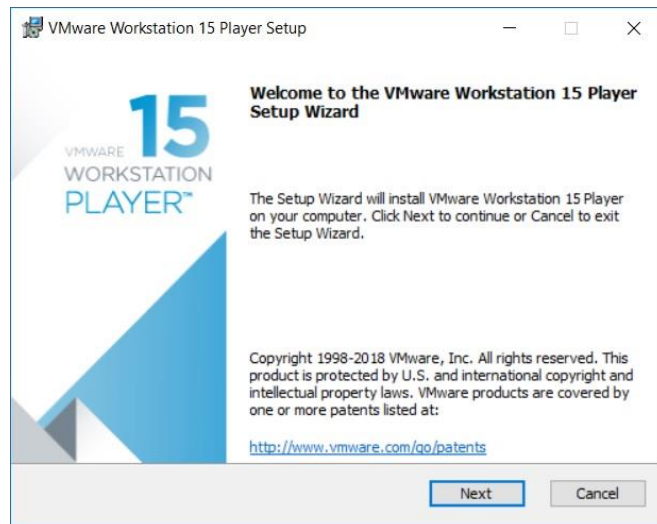 VMware Workstation 15 Player Setup
VMWARE 15
WORKSTATION
PLAYER™
Welcome to the VMware Workstation 15 Player
Setup Wizard
The Setup Wizard will install VMware Workstation 15 Player
on your computer. Click Next to continue or Cancel to exit
the Setup Wizard.
Copyright 1998-2018 VMware, Inc. All rights reserved. This
product is protected by U.S. and international copyright and
intellectual property laws. VMware products are covered by
one or more patents listed at:
http://www.vmware.com/go/patents
Next
Cancel